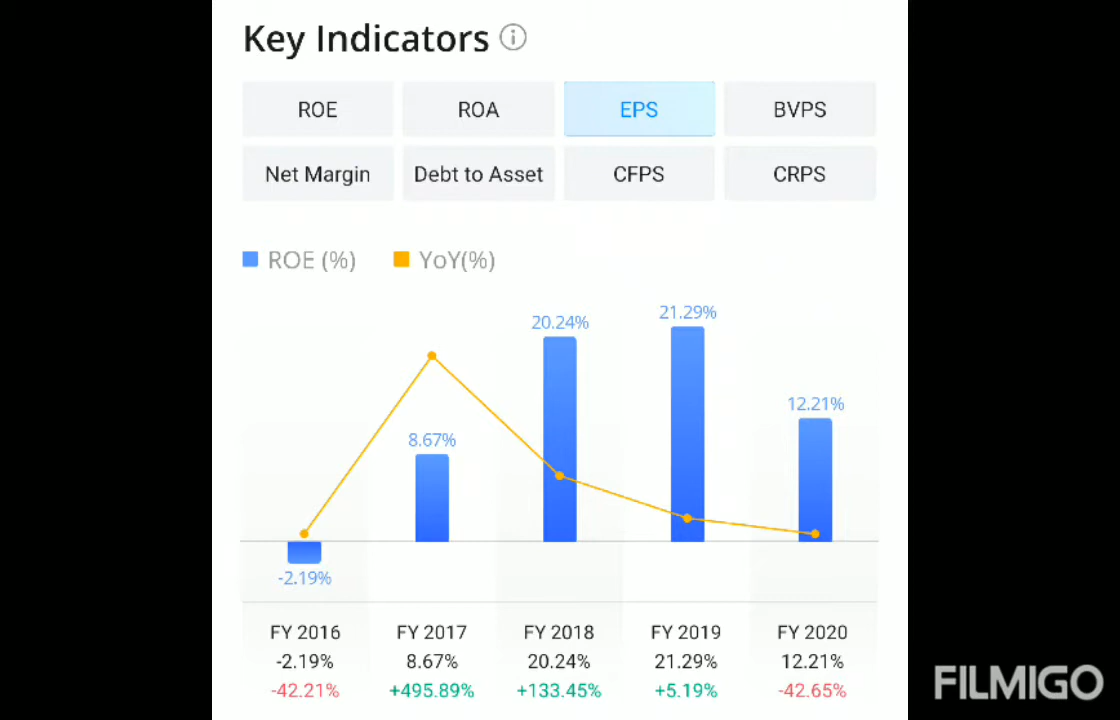 Key Indicators
ROE ROA EPS BVPS
Net Margin Debt to Asset CFPS CRPS
ROE (%) YoY(%)
21.29%
20.24%
12.21%
8.67%
-2.19%
FY 2016 FY 2017 FY 2018 FY 2019 FY 2020
-2.19% 8.67% 20.24% 21.29% 12.21%
-42.21% +495.89% +133.45% +5.19% -42.65%
FILMIGO